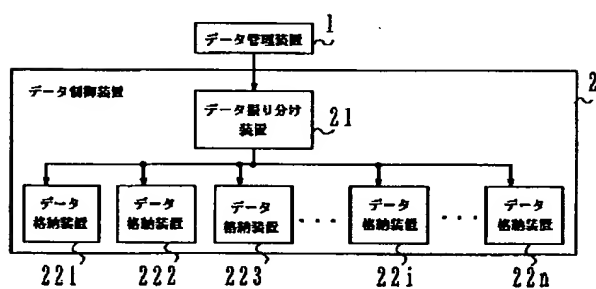 データ管理装置
1
データ制御装置
2
データ振り分け
装置
21
データ
格納装置
データ
格納装置
データ
格納装置
...
データ
格納装置
...
データ
格納装置
221
222
223
22i
22n